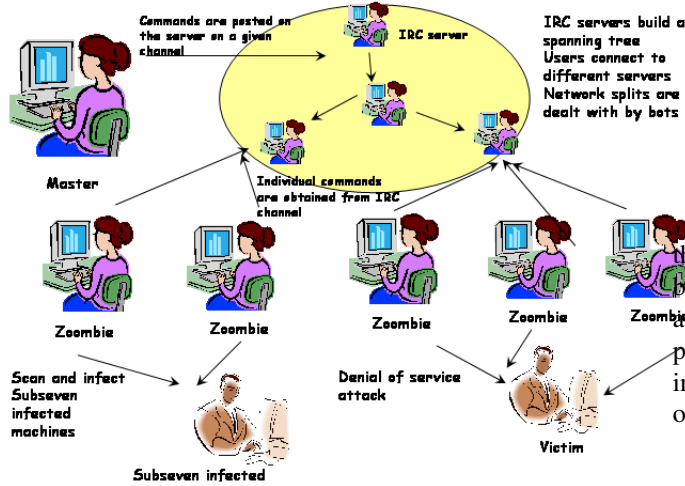 Commands are posted on
the server on a given
channel
IRC server
IRC servers build a
spanning tree
Users connect to
different servers
Network splits are
dealt with by bots
Master
Individual commands
are obtained from IRC
channel
Zoombie
Zoombie
Zoombie
Zoombie
Zoombie
Scan and infect
Subseven
infected
machines
Denial of service
attack
Subseven infected
Victim